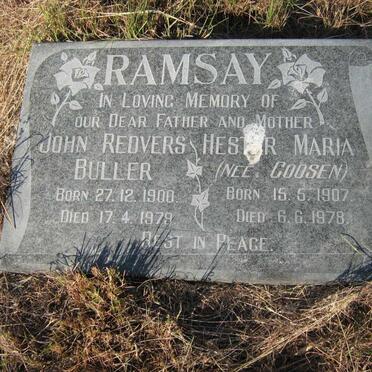 RAMSAY
IN LOVING MEMORY OF
OUR DEAR FATHER AND MOTHER
JOHN REDVERS HESTER MARIA
BULLER (NEE: GOOSEN)
BORN 27.12.1900 BORN 15.5.1907
DIED 17.4.1979 DIED 6.6.1978
REST IN PEACE.